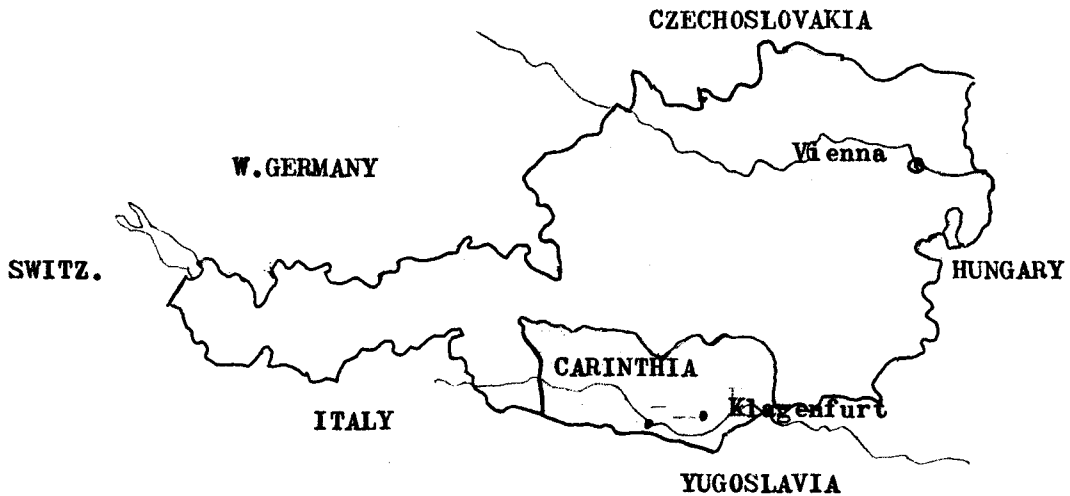 CZECHOSLOVAKIA
Vienna
W.GERMANY
SWITZ.
HUNGARY
CARINTHIA
Klagenfurt
ITALY
YUGOSLAVIA